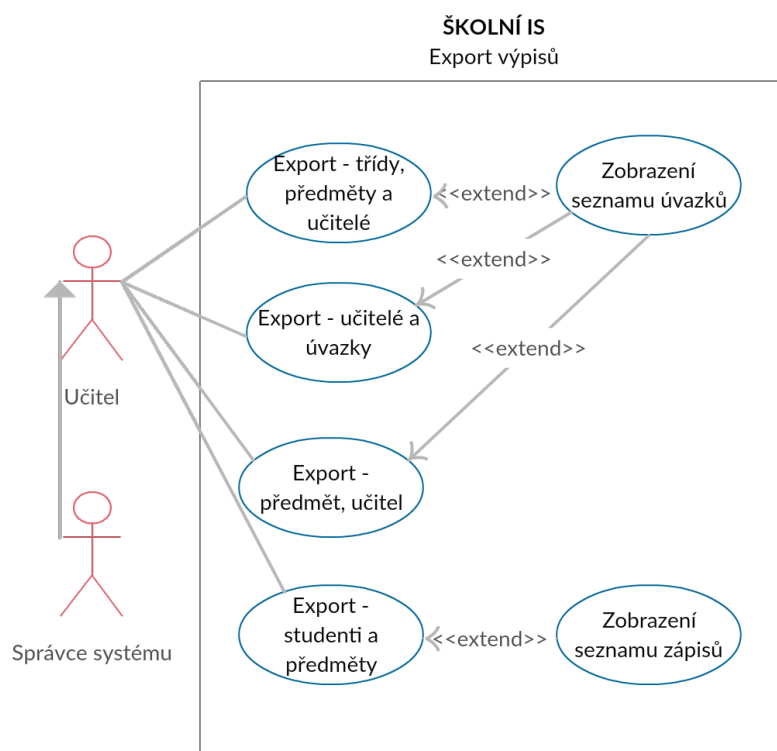 ŠKOLNÍ IS
Export výpisů
Export - třídy,
předměty a
učitelé
<<extend>>
Zobrazení
seznamu úvazků
<<extend>>
Export - učitelé a
úvazky
<<extend>>
Učitel
Export -
předmět, učitel
Správce systému
Export -
studenti a
předměty
<<extend>>
Zobrazení
seznamu zápisů